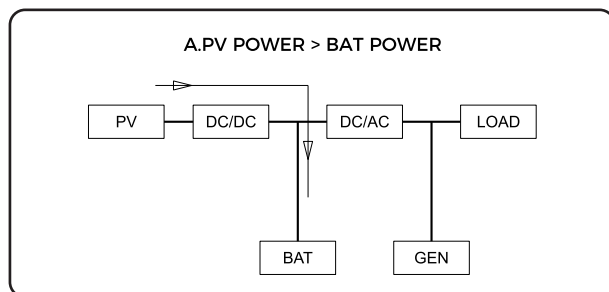 A.PV POWER > BAT POWER
PV DC/DC DC/AC LOAD
BAT GEN